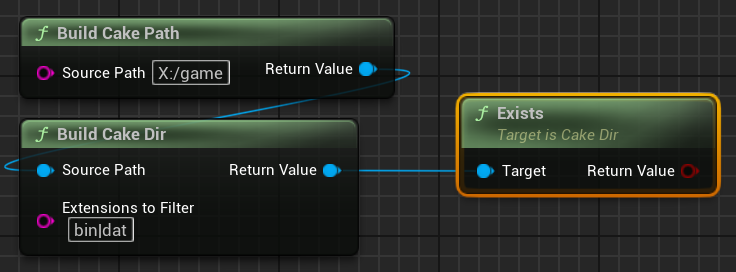 f Build Cake Path
Source Path X:/game Return Value
f Build Cake Dir
Source Path Return Value
Extensions to Filter
bin|dat
f Exists
Target is Cake Dir
Target Return Value